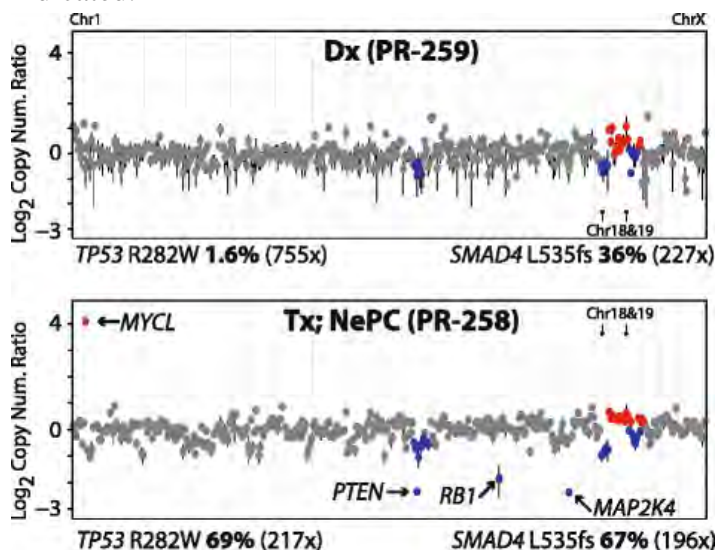 Chr1 ChrX
Dx (PR-259)
Log2 Copy Num. Ratio
4
0
−3
Chr18&19
TP53 R282W 1.6% (755x) SMAD4 L535fs 36% (227x)
Tx; NePC (PR-258)
Chr18&19
←MYCL
Log2 Copy Num. Ratio
4
0
−3
PTEN→ RB1 MAP2K4
TP53 R282W 69% (217x) SMAD4 L535fs 67% (196x)